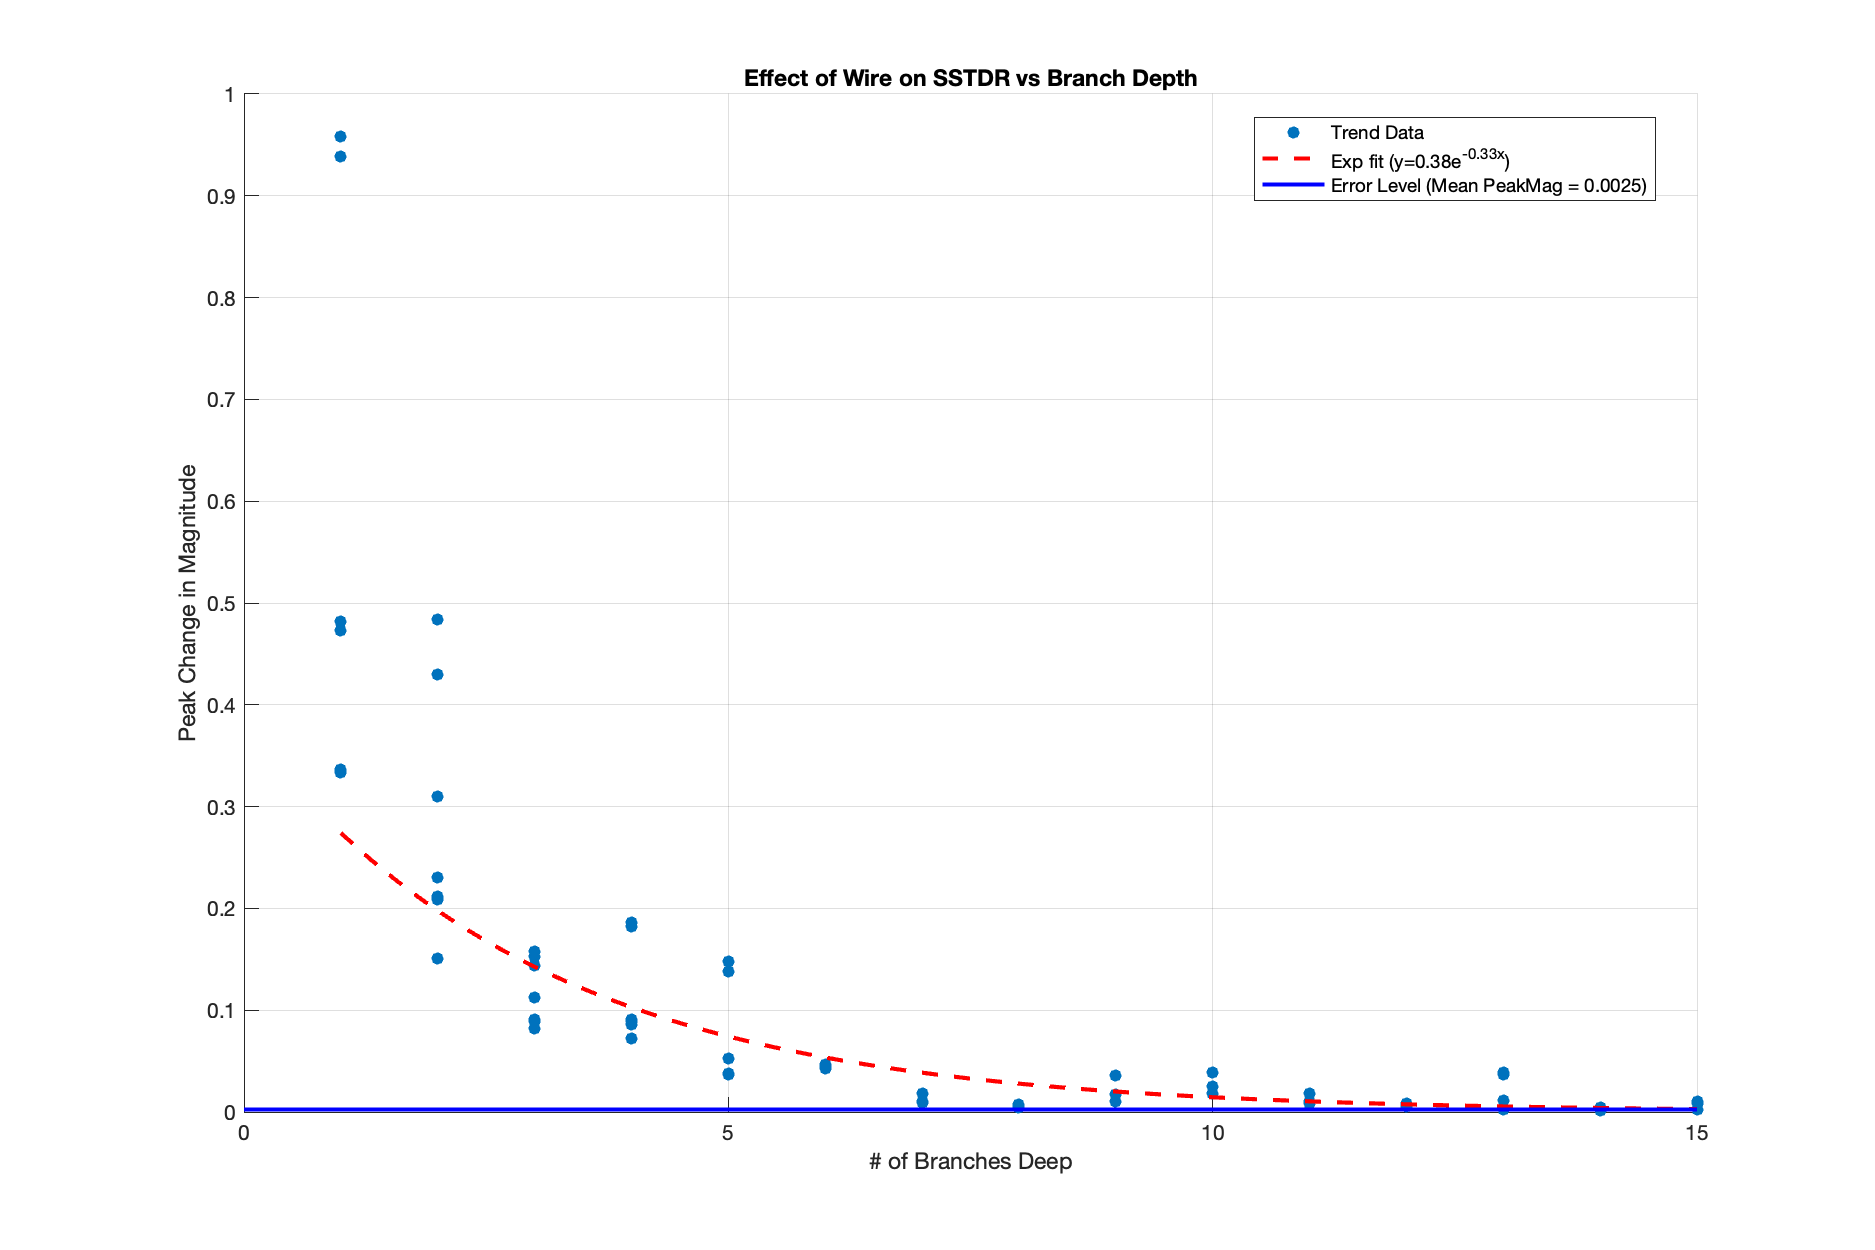 Effect of Wire on SSTDR vs Branch Depth
1
0.9
0.8
0.7
0.6
0.5
0.4
0.3
0.2
0.1
0
Peak Change in Magnitude
Trend Data
Exp fit (y=0.38e^-0.33x)
Error Level (Mean PeakMag = 0.0025)
0 5 10 15
# of Branches Deep